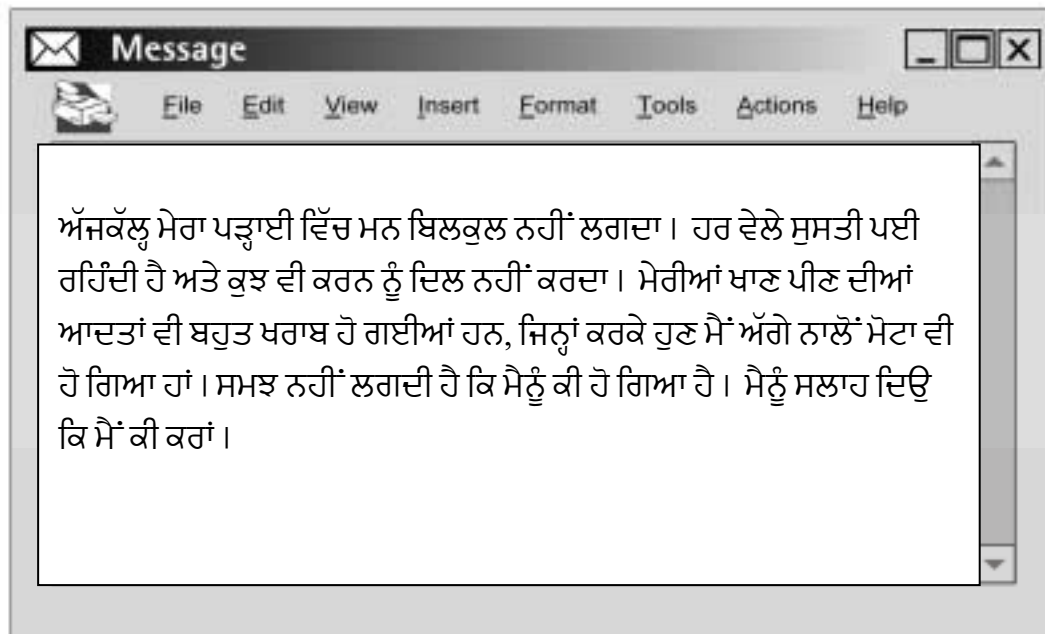 Message
File Edit View Insert Format Tools Actions Help
ਅੱਜਕੱਲ੍ਹ ਮੇਰਾ ਪੜ੍ਹਾਈ ਵਿੱਚ ਮਨ ਬਿਲਕੁਲ ਨਹੀਂ ਲਗਦਾ। ਹਰ ਵੇਲੇ ਸੁਸਤੀ ਪਈ
ਰਹਿੰਦੀ ਹੈ ਅਤੇ ਕੁਝ ਵੀ ਕਰਨ ਨੂੰ ਦਿਲ ਨਹੀਂ ਕਰਦਾ। ਮੇਰੀਆਂ ਖਾਣ ਪੀਣ ਦੀਆਂ
ਆਦਤਾਂ ਵੀ ਬਹੁਤ ਖਰਾਬ ਹੋ ਗਈਆਂ ਹਨ, ਜਿਨ੍ਹਾਂ ਕਰਕੇ ਹੁਣ ਮੈਂ ਅੱਗੇ ਨਾਲੋਂ ਮੋਟਾ ਵੀ
ਹੋ ਗਿਆ ਹਾਂ। ਸਮਝ ਨਹੀਂ ਲਗਦੀ ਹੈ ਕਿ ਮੈਨੂੰ ਕੀ ਹੋ ਗਿਆ ਹੈ। ਮੈਨੂੰ ਸਲਾਹ ਦਿਉ
ਕਿ ਮੈਂ ਕੀ ਕਰਾਂ।